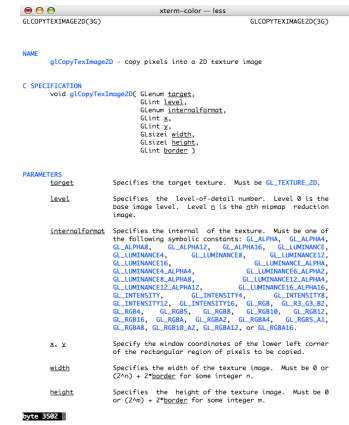 xterm-color — less
GLCOPYTEXIMAGE2D(3G) GLCOPYTEXIMAGE2D(3G)
NAME
glCopyTexImage2D - copy pixels into a 2D texture image
C SPECIFICATION
void glCopyTexImage2D( GLenum target,
GLint level,
GLenum internalformat,
GLint x,
GLint y,
GLsizei width,
GLsizei height,
GLint border )
PARAMETERS
target Specifies the target texture. Must be GL_TEXTURE_2D.
level Specifies the level-of-detail number. Level 0 is the
base image level. Level n is the nth mipmap reduction
image.
internalformat Specifies the internal of the texture. Must be one of
the following symbolic constants: GL_ALPHA, GL_ALPHA4,
GL_ALPHA8, GL_ALPHA12, GL_ALPHA16, GL_LUMINANCE,
GL_LUMINANCE4, GL_LUMINANCE8, GL_LUMINANCE12,
GL_LUMINANCE16, GL_LUMINANCE_ALPHA,
GL_LUMINANCE4_ALPHA4, GL_LUMINANCE6_ALPHA2,
GL_LUMINANCE8_ALPHA8, GL_LUMINANCE12_ALPHA4,
GL_LUMINANCE12_ALPHA12, GL_LUMINANCE16_ALPHA16,
GL_INTENSITY, GL_INTENSITY4, GL_INTENSITY8,
GL_INTENSITY12, GL_INTENSITY16, GL_RGB, GL_R3_G3_B2,
GL_RGB4, GL_RGB5, GL_RGB8, GL_RGB10, GL_RGB12,
GL_RGB16, GL_RGBA, GL_RGBA2, GL_RGBA4, GL_RGB5_A1,
GL_RGBA8, GL_RGB10_A2, GL_RGBA12, or GL_RGBA16.
x, y Specify the window coordinates of the lower left corner
of the rectangular region of pixels to be copied.
width Specifies the width of the texture image. Must be 0 or
(2^n) + 2*border for some integer n.
height Specifies the height of the texture image. Must be 0
or (2^m) + 2*border for some integer m.
byte 3502